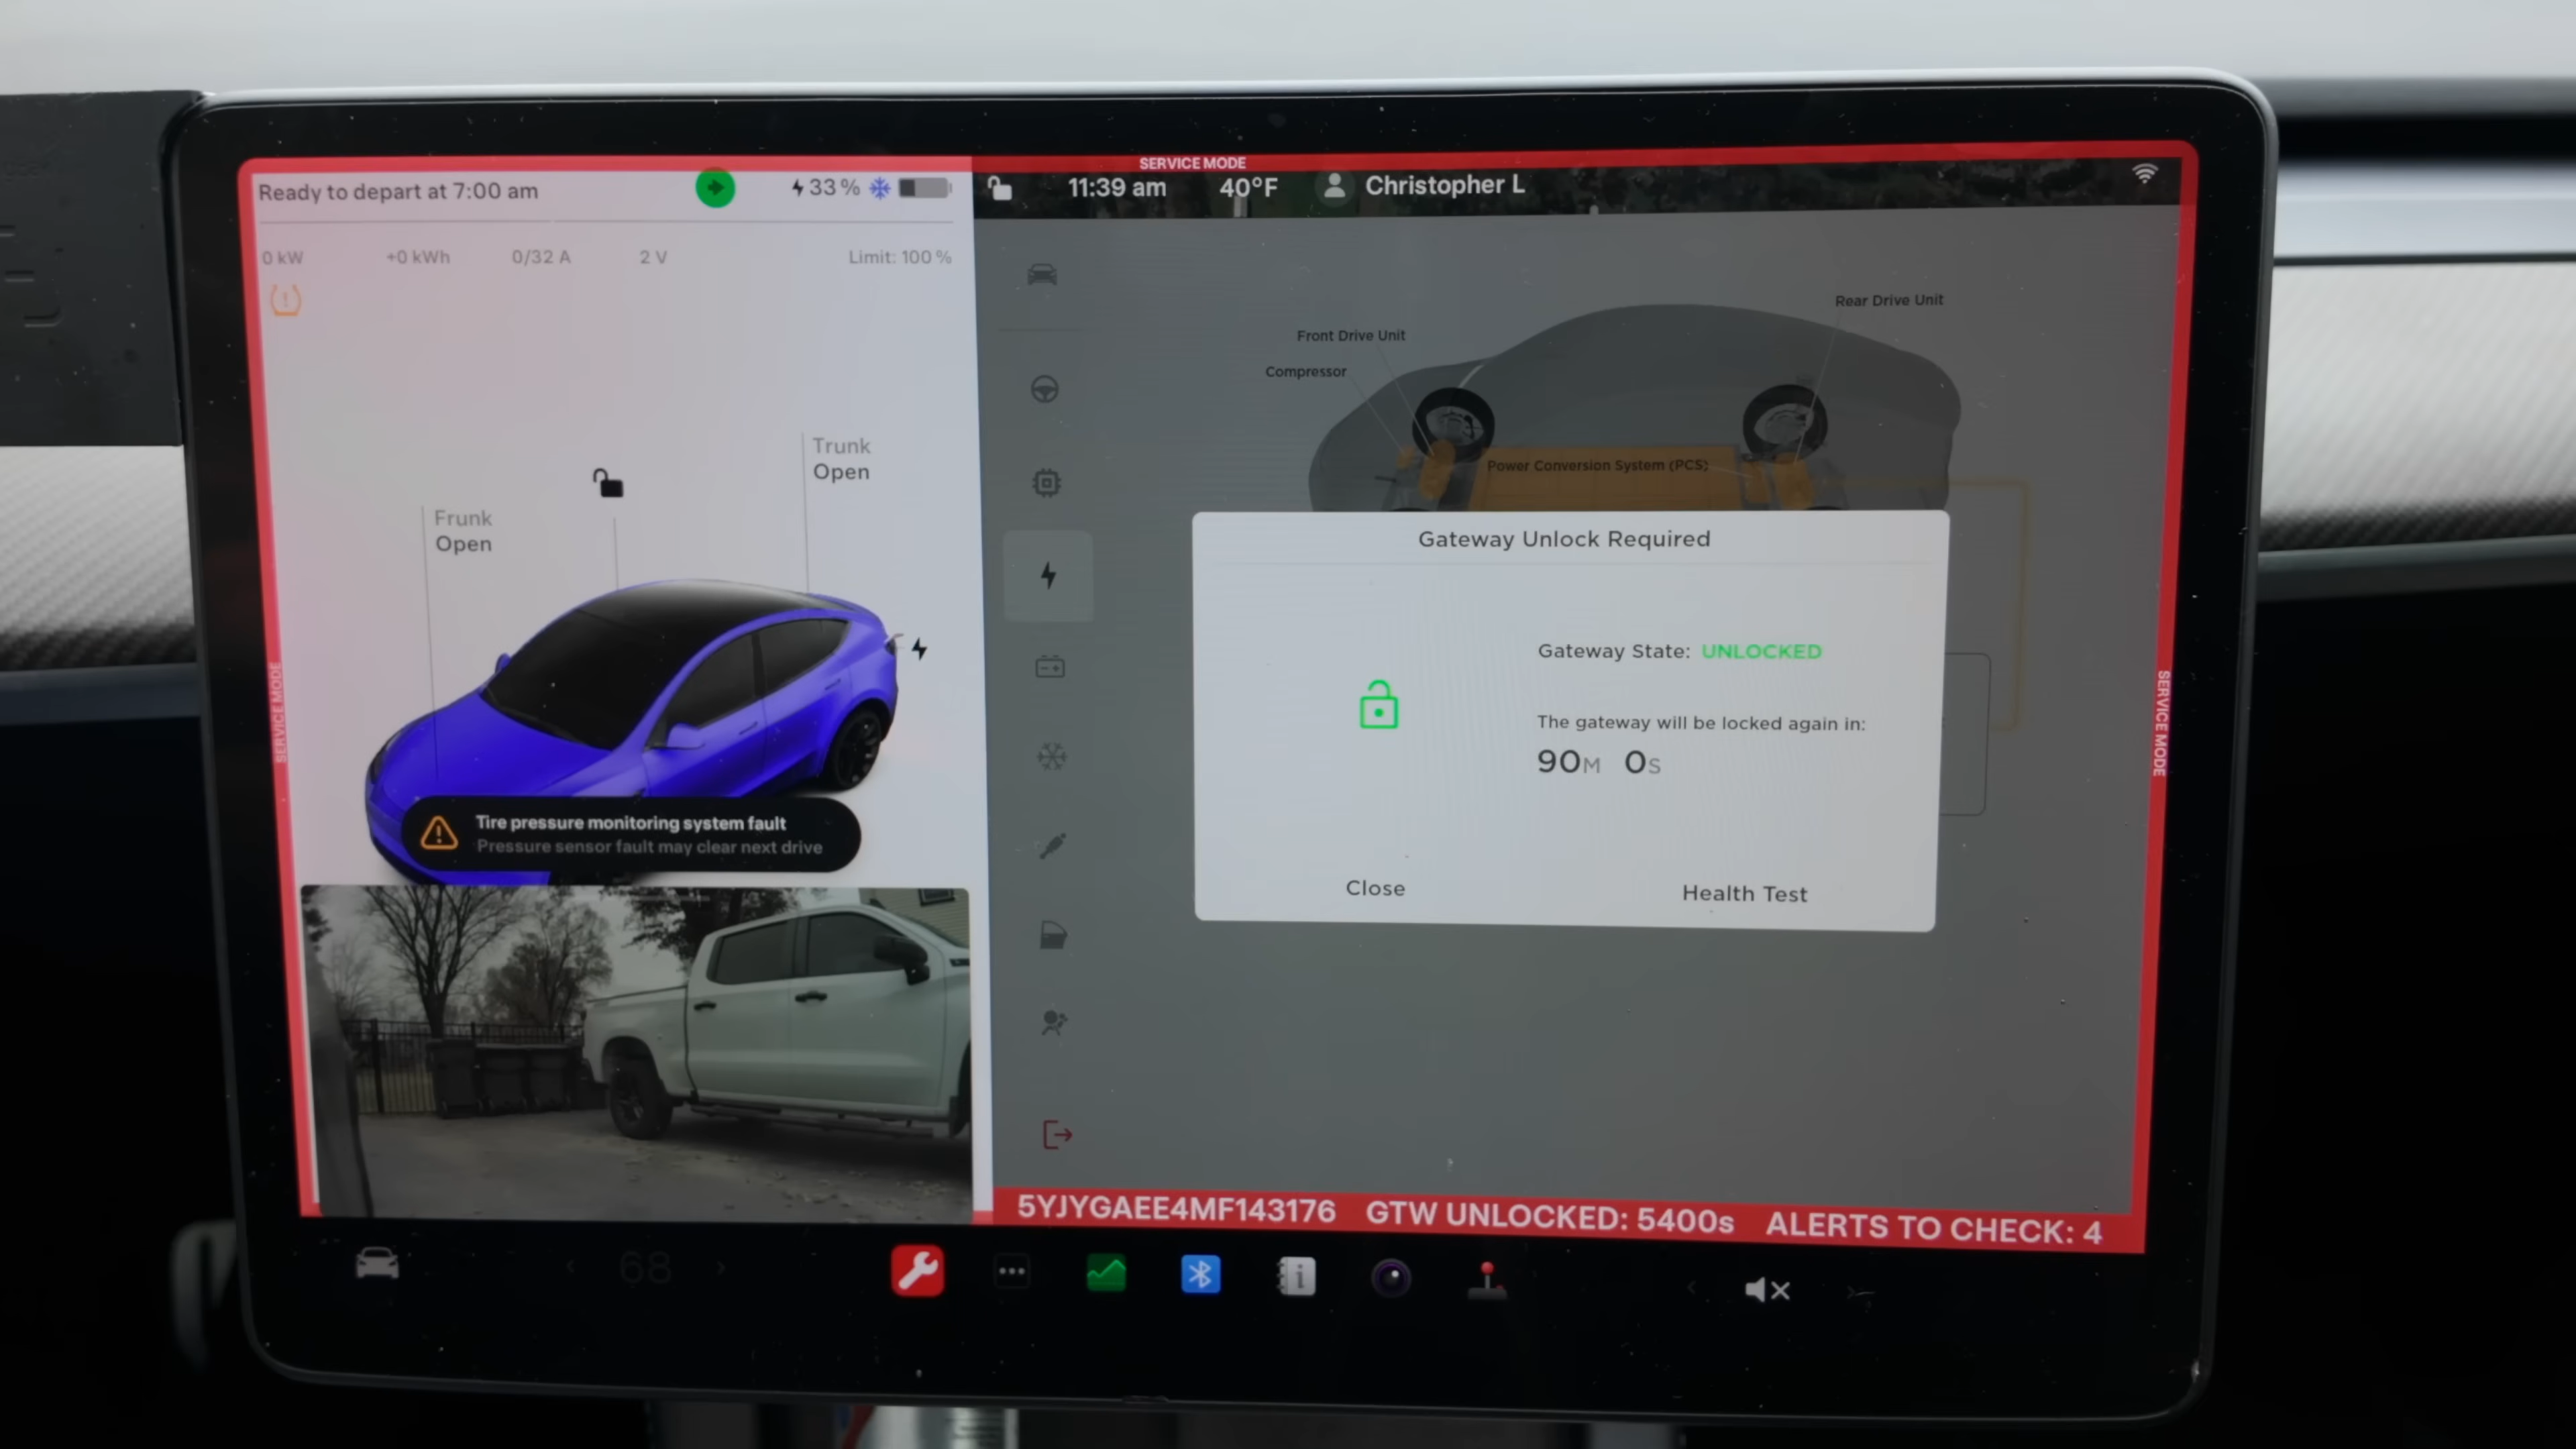 SERVICE MODE
Ready to depart at 7:00 am
33 %
11:39 am
40°F
Christopher L
0 kW
+0 kWh
0/32 A
2 V
Limit: 100 %
Trunk
Open
Frunk
Open
Tire pressure monitoring system fault
Pressure sensor fault may clear next drive
SERVICE MODE
Rear Drive Unit
Front Drive Unit
Compressor
Power Conversion System (PCS)
Gateway Unlock Required
Gateway State: UNLOCKED
The gateway will be locked again in:
90M 0S
Close
Health Test
SERVICE MODE
5YJYGAEE4MF143176 GTW UNLOCKED: 5400s ALERTS TO CHECK: 4
68